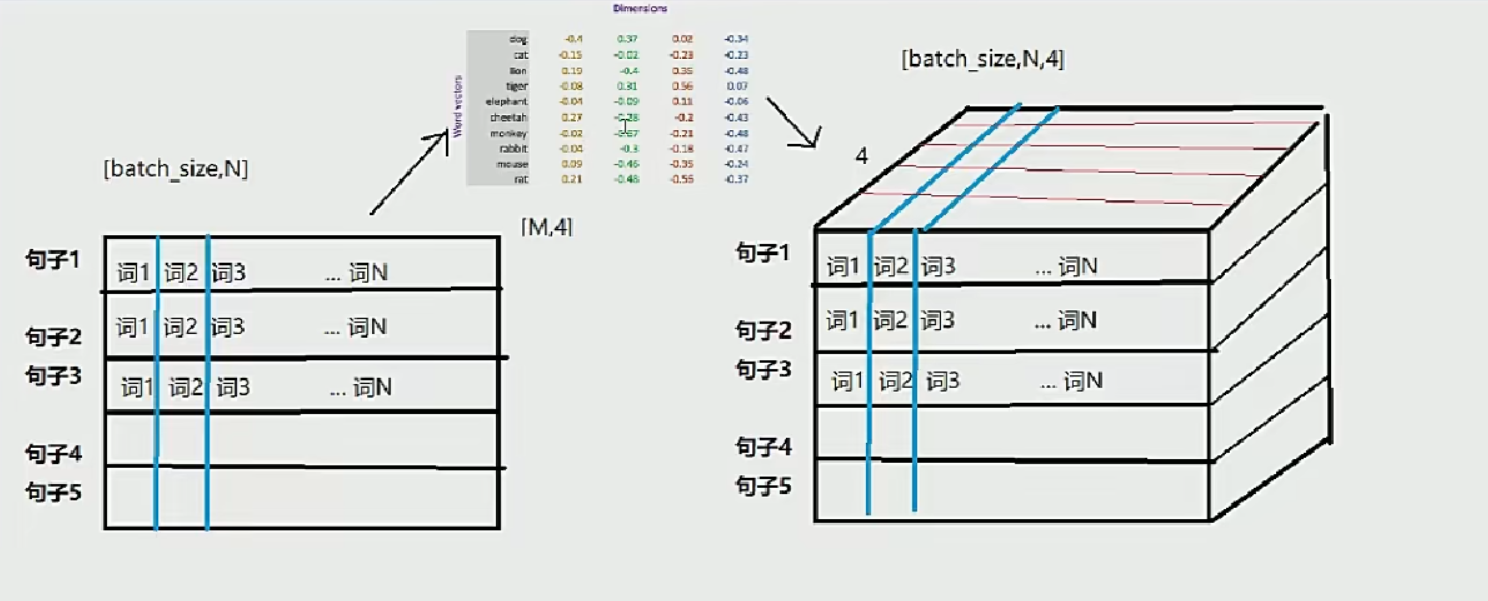 Dimensions
dog -0.4 0.37 0.02 -0.34
cat -0.15 -0.02 -0.23 -0.23
lion 0.19 -0.4 0.35 -0.48
tiger -0.08 0.31 0.56 0.07
elephant -0.04 -0.09 0.11 -0.06
cheetah 0.27 -0.28 -0.2 -0.43
monkey -0.02 -0.67 -0.21 -0.48
rabbit -0.04 -0.3 -0.18 -0.47
mouse 0.09 -0.46 -0.35 -0.24
rat 0.21 -0.48 -0.56 -0.37
Word vectors
[M,4]
[batch_size,N]
句子1 词1 词2 词3 ... 词N
句子2 词1 词2 词3 ... 词N
句子3 词1 词2 词3 ... 词N
句子4
句子5
[batch_size,N,4]
4
句子1 词1 词2 词3 ... 词N
句子2 词1 词2 词3 ... 词N
句子3 词1 词2 词3 ... 词N
句子4
句子5